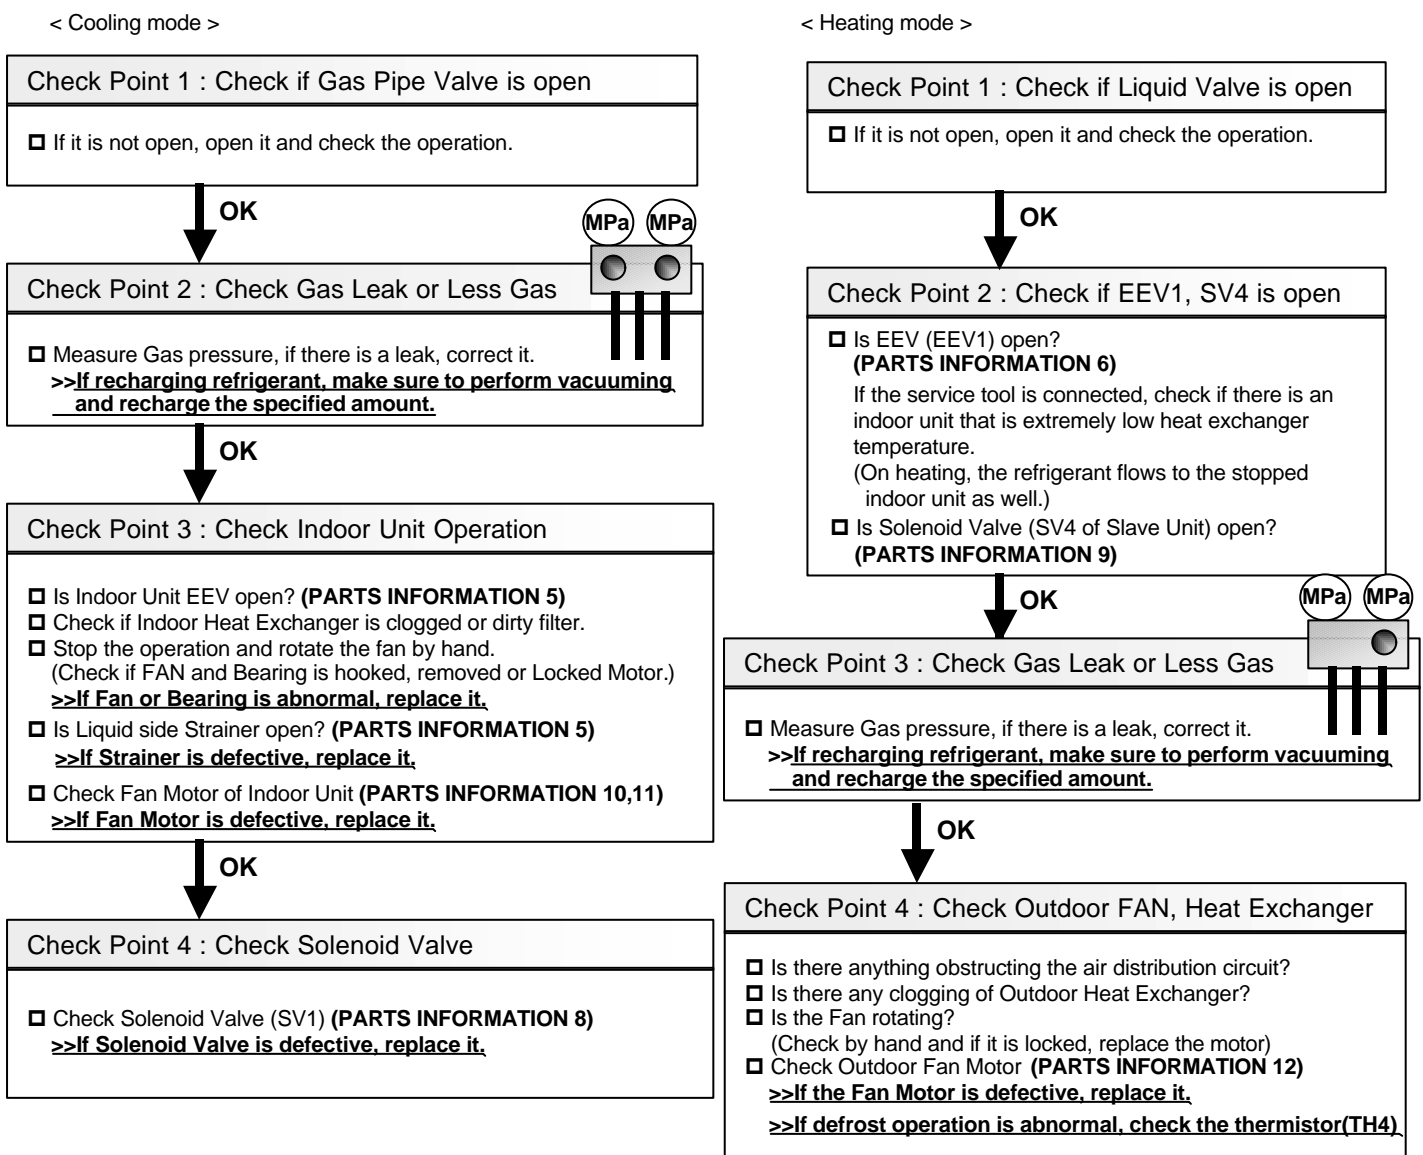 < Cooling mode >
Check Point 1 : Check if Gas Pipe Valve is open
If it is not open, open it and check the operation.
OK
MPa MPa
Check Point 2 : Check Gas Leak or Less Gas
Measure Gas pressure, if there is a leak, correct it.
>>If recharging refrigerant, make sure to perform vacuuming
and recharge the specified amount.
OK
Check Point 3 : Check Indoor Unit Operation
Is Indoor Unit EEV open? (PARTS INFORMATION 5)
Check if Indoor Heat Exchanger is clogged or dirty filter.
Stop the operation and rotate the fan by hand.
(Check if FAN and Bearing is hooked, removed or Locked Motor.)
>>If Fan or Bearing is abnormal, replace it.
Is Liquid side Strainer open? (PARTS INFORMATION 5)
>>If Strainer is defective, replace it.
Check Fan Motor of Indoor Unit (PARTS INFORMATION 10,11)
>>If Fan Motor is defective, replace it.
OK
Check Point 4 : Check Solenoid Valve
Check Solenoid Valve (SV1) (PARTS INFORMATION 8)
>>If Solenoid Valve is defective, replace it.
< Heating mode >
Check Point 1 : Check if Liquid Valve is open
If it is not open, open it and check the operation.
OK
Check Point 2 : Check if EEV1, SV4 is open
Is EEV (EEV1) open?
(PARTS INFORMATION 6)
If the service tool is connected, check if there is an
indoor unit that is extremely low heat exchanger
temperature.
(On heating, the refrigerant flows to the stopped
indoor unit as well.)
Is Solenoid Valve (SV4 of Slave Unit) open?
(PARTS INFORMATION 9)
OK
MPa MPa
Check Point 3 : Check Gas Leak or Less Gas
Measure Gas pressure, if there is a leak, correct it.
>>If recharging refrigerant, make sure to perform vacuuming
and recharge the specified amount.
OK
Check Point 4 : Check Outdoor FAN, Heat Exchanger
Is there anything obstructing the air distribution circuit?
Is there any clogging of Outdoor Heat Exchanger?
Is the Fan rotating?
(Check by hand and if it is locked, replace the motor)
Check Outdoor Fan Motor (PARTS INFORMATION 12)
>>If the Fan Motor is defective, replace it.
>>If defrost operation is abnormal, check the thermistor(TH4)